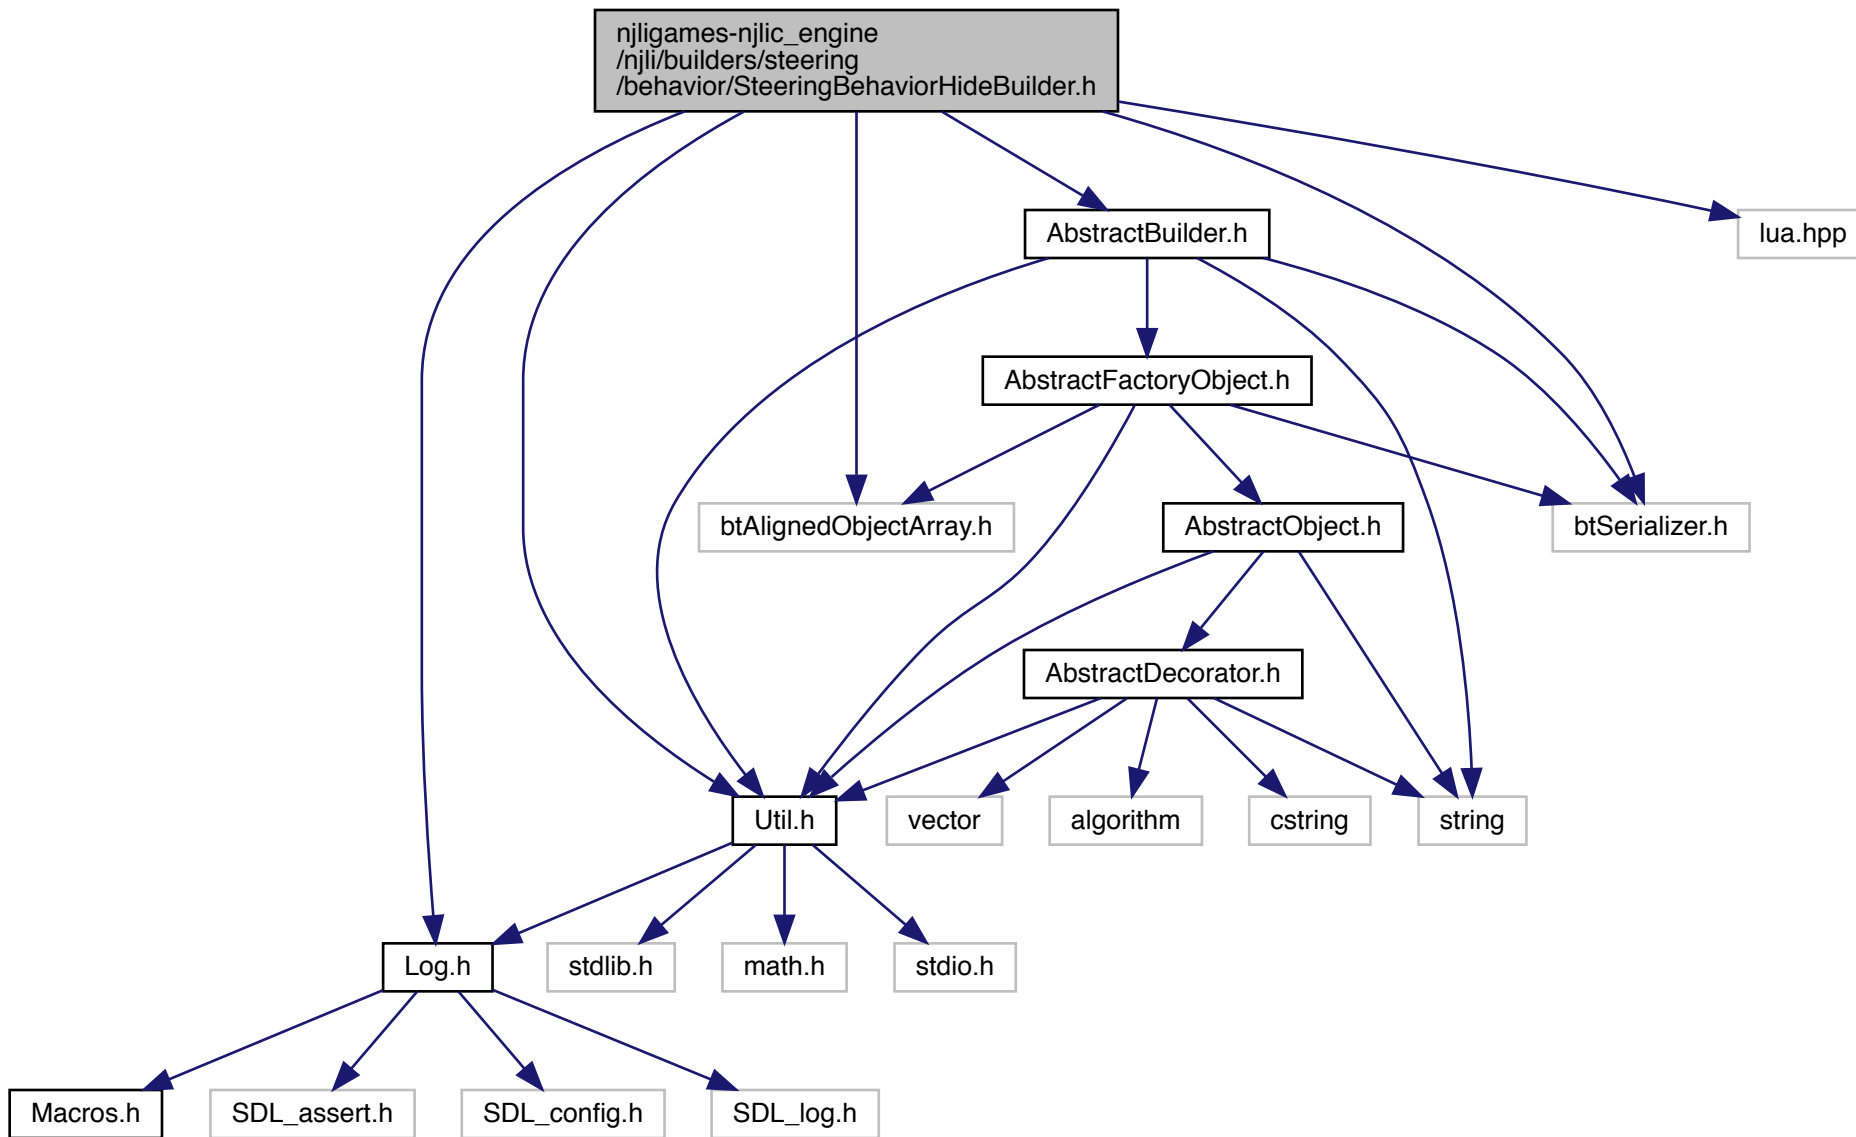 njligames-njlic_engine
/njli/builders/steering
/behavior/SteeringBehaviorHideBuilder.h
AbstractBuilder.h
lua.hpp
AbstractFactoryObject.h
btAlignedObjectArray.h
AbstractObject.h
btSerializer.h
AbstractDecorator.h
Util.h
vector
algorithm
cstring
string
Log.h
stdlib.h
math.h
stdio.h
Macros.h
SDL_assert.h
SDL_config.h
SDL_log.h